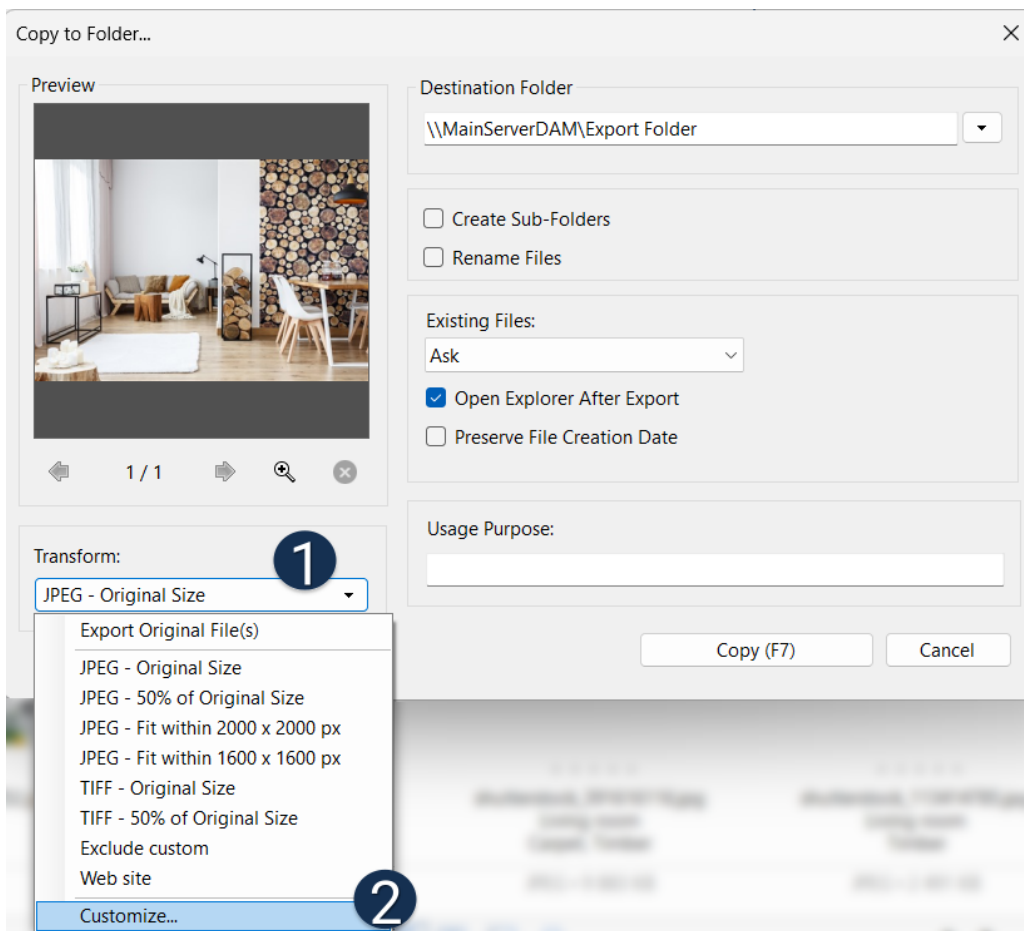 Copy to Folder...
Preview
1 / 1
Transform:
1
JPEG - Original Size
Export Original File(s)
JPEG - Original Size
JPEG - 50% of Original Size
JPEG - Fit within 2000 x 2000 px
JPEG - Fit within 1600 x 1600 px
TIFF - Original Size
TIFF - 50% of Original Size
Exclude custom
Web site
Customize...
2
Destination Folder
\\MainServerDAM\Export Folder
Create Sub-Folders
Rename Files
Existing Files:
Ask
Open Explorer After Export
Preserve File Creation Date
Usage Purpose:
Copy (F7)
Cancel